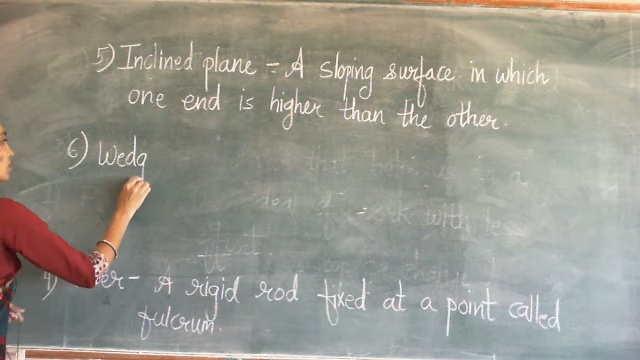 5) Inclined plane = A sloping surface in which
one end is higher than the other.
6) Wedg
4) er- A rigid rod fixed at a point called
fulcrum.